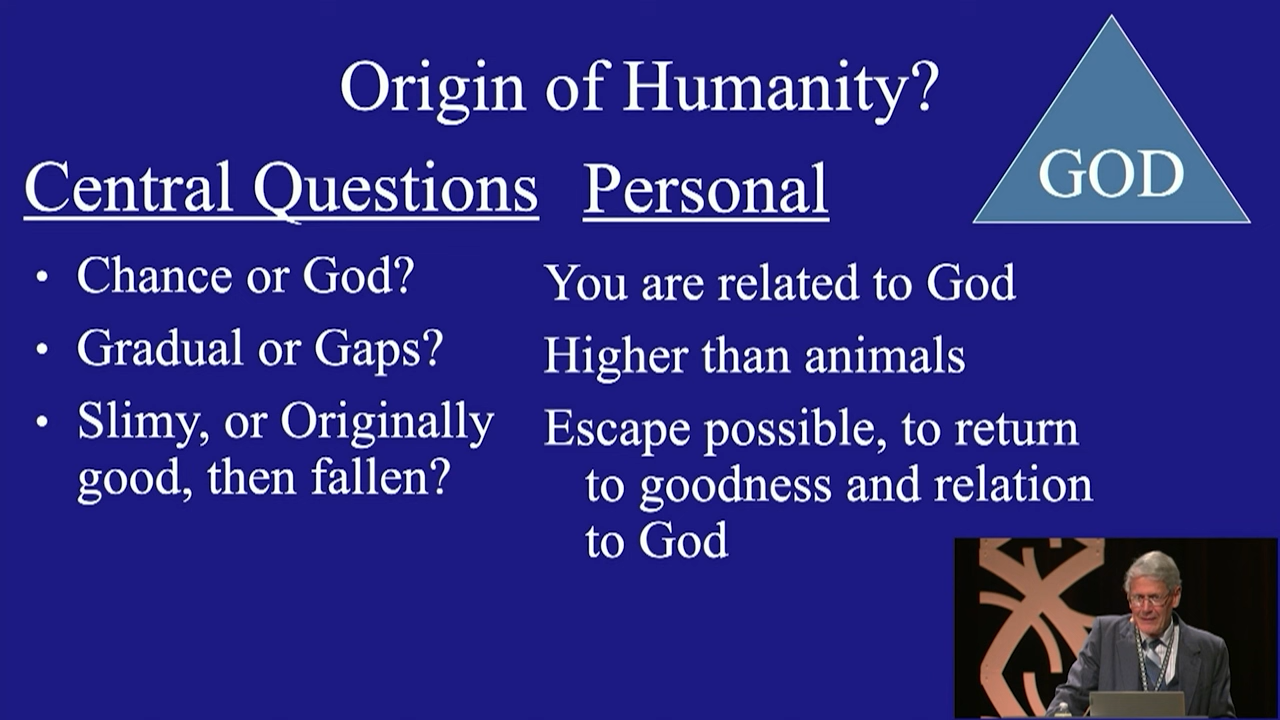 Origin of Humanity?
GOD
Central Questions
Personal
• Chance or God?
• Gradual or Gaps?
• Slimy, or Originally
good, then fallen?
You are related to God
Higher than animals
Escape possible, to return
to goodness and relation
to God